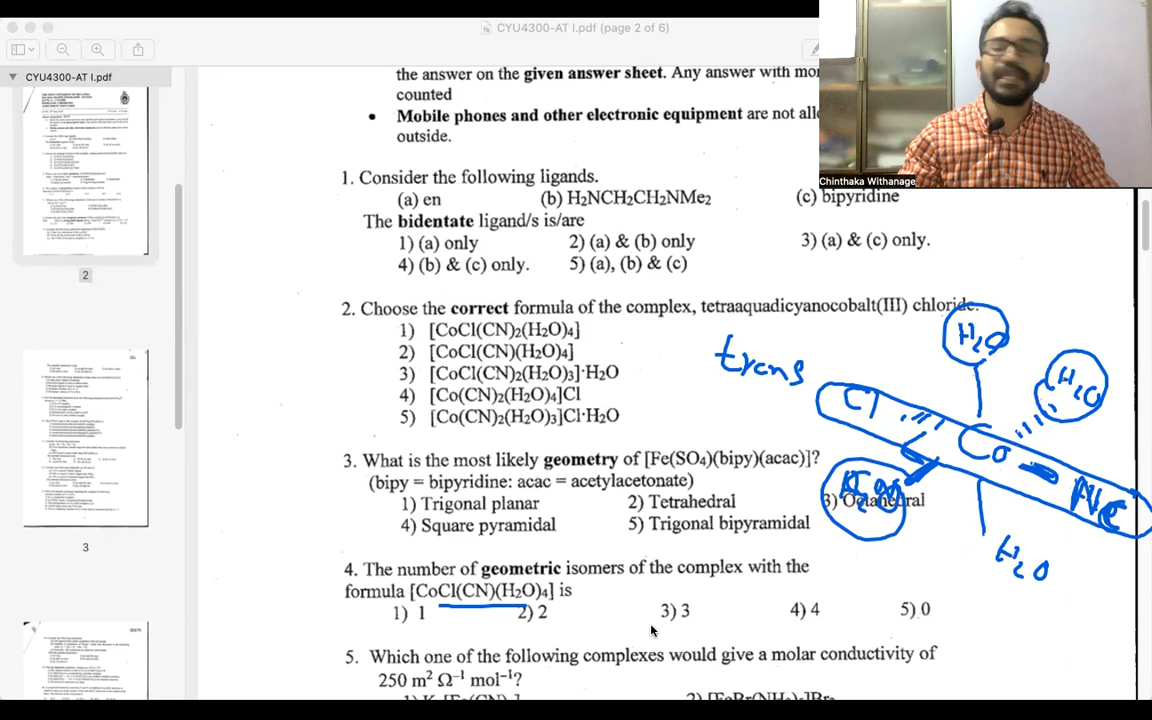 CYU4300-AT I.pdf (page 2 of 6)
CYU4300-AT I.pdf
2
3
the answer on the given answer sheet. Any answer with mo
counted
• Mobile phones and other electronic equipment are not all
outside.
Chinthaka Withanage
1. Consider the following ligands.
(a) en (b) H₂NCH₂CH₂NMe₂ (c) bipyridine
The bidentate ligand/s is/are
1) (a) only 2) (a) & (b) only 3) (a) & (c) only.
4) (b) & (c) only. 5) (a), (b) & (c)
2. Choose the correct formula of the complex, tetraaquadicyanocobalt(III) chloride.
1) [CoCl(CN)₂(H₂O)₄]
2) [CoCl(CN)(H₂O)₄]
3) [CoCl(CN)₂(H₂O)₃]·H₂O
4) [Co(CN)₂(H₂O)₄]Cl
5) [Co(CN)₂(H₂O)₃]Cl·H₂O
trans
H₂O
H₂O
Cl
Co
H₂O
3. What is the most likely geometry of [Fe(SO₄)(bipy)(acac)]?
(bipy = bipyridine: acac = acetylacetonate)
1) Trigonal planar 2) Tetrahedral 3) Octahedral
4) Square pyramidal 5) Trigonal bipyramidal
4. The number of geometric isomers of the complex with the
formula [CoCl(CN)(H₂O)₄] is
1) 1 2) 2 3) 3 4) 4 5) 0
5. Which one of the following complexes would give a molar conductivity of
250 m² Ω⁻¹ mol⁻¹?